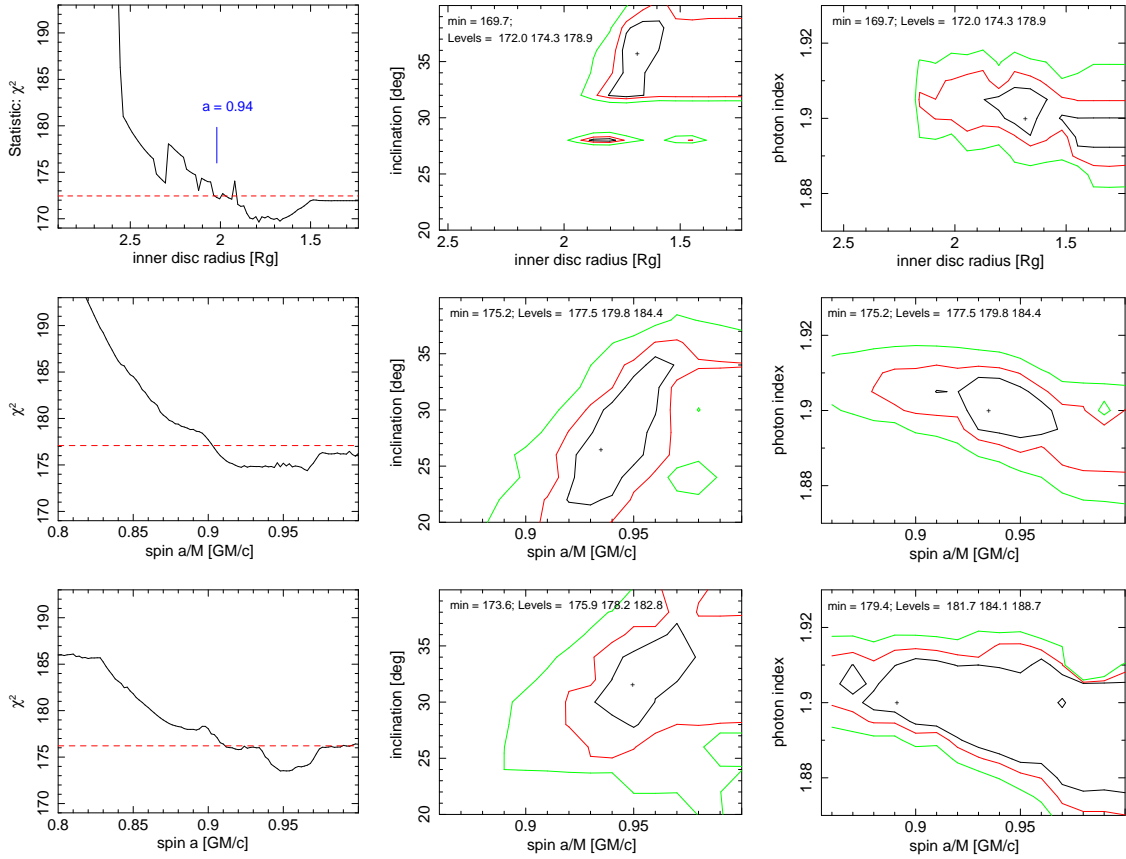 Statistic: χ²
190
185
180
175
170
a = 0.94
2.5
2
1.5
inner disc radius [Rg]
min = 169.7;
Levels = 172.0 174.3 178.9
inclination [deg]
35
30
25
20
2.5
2
1.5
inner disc radius [Rg]
min = 169.7; Levels = 172.0 174.3 178.9
photon index
1.92
1.9
1.88
2.5
2
1.5
inner disc radius [Rg]
χ²
190
185
180
175
170
0.8
0.85
0.9
0.95
spin a/M [GM/c]
min = 175.2; Levels = 177.5 179.8 184.4
inclination [deg]
35
30
25
20
0.9
0.95
spin a/M [GM/c]
min = 175.2; Levels = 177.5 179.8 184.4
photon index
1.92
1.9
1.88
0.9
0.95
spin a/M [GM/c]
χ²
190
185
180
175
170
0.8
0.85
0.9
0.95
spin a [GM/c]
min = 173.6; Levels = 175.9 178.2 182.8
inclination [deg]
35
30
25
20
0.9
0.95
spin a/M [GM/c]
min = 179.4; Levels = 181.7 184.1 188.7
photon index
1.92
1.9
1.88
0.9
0.95
spin a/M [GM/c]